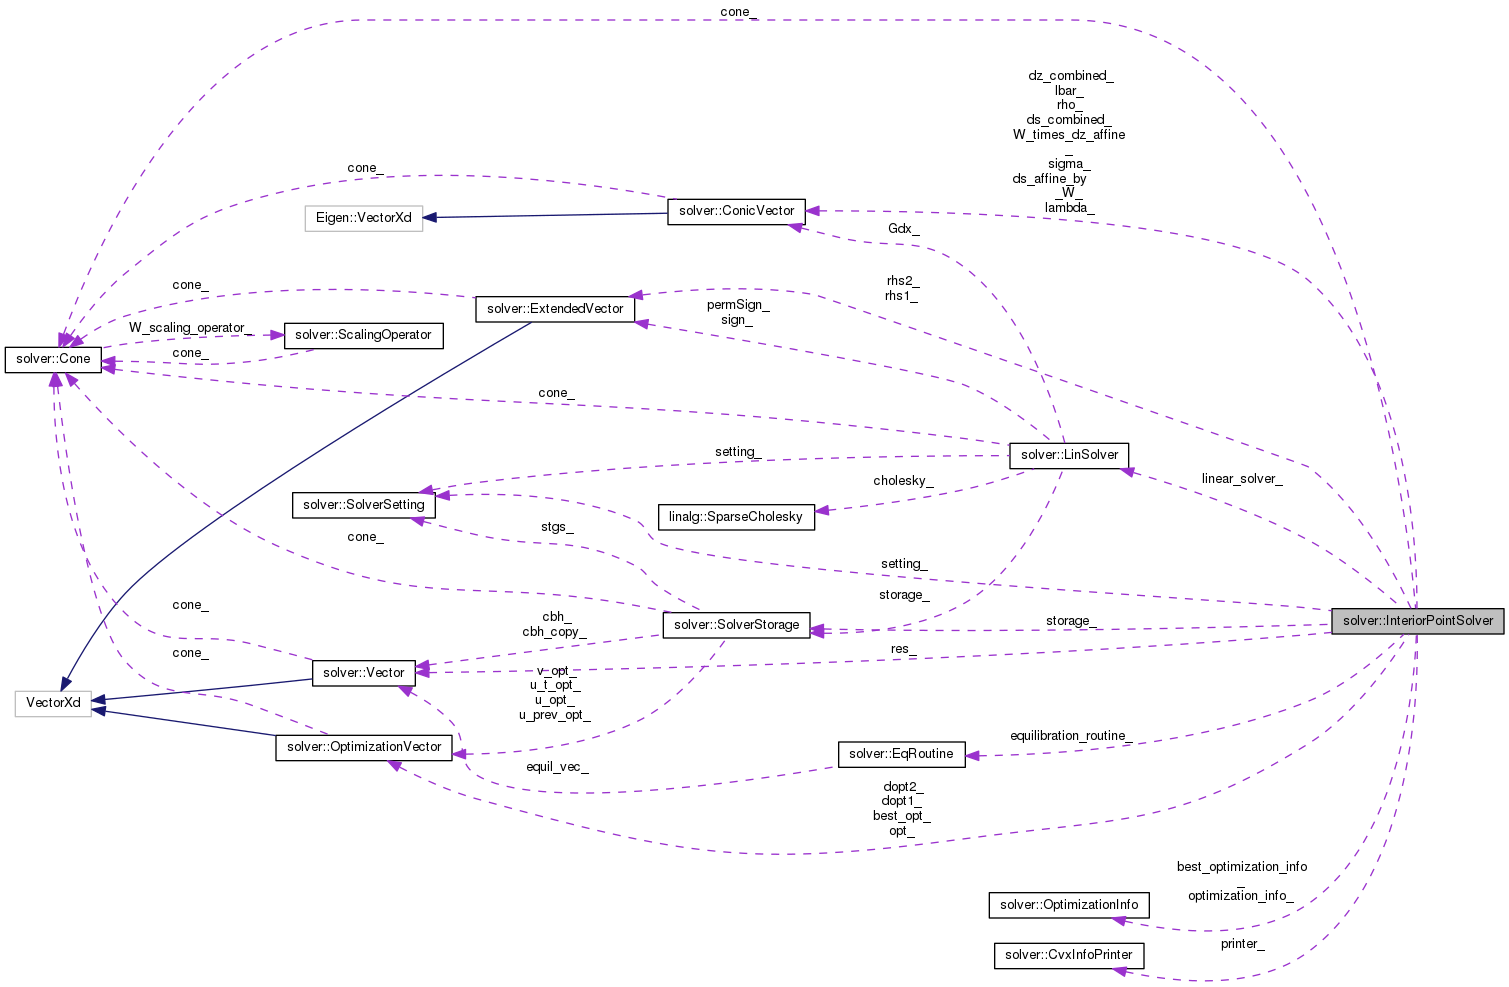 cone_
dz_combined_
lbar_
rho_
ds_combined_
W_times_dz_affine
_
sigma_
ds_affine_by
_W_
lambda_
cone_
solver::ConicVector
Eigen::VectorXd
Gdx_
cone_
rhs2_
rhs1_
solver::ExtendedVector
permSign_
sign_
W_scaling_operator_
solver::ScalingOperator
cone_
solver::Cone
cone_
setting_
solver::LinSolver
linear_solver_
cholesky_
solver::SolverSetting
linalg::SparseCholesky
stgs_
cone_
setting_
storage_
cone_
cbh_
cbh_copy_
solver::SolverStorage
storage_
solver::InteriorPointSolver
res_
cone_
solver::Vector
v_opt_
u_t_opt_
u_opt_
u_prev_opt_
VectorXd
solver::OptimizationVector
equilibration_routine_
solver::EqRoutine
equil_vec_
dopt2_
dopt1_
best_opt_
opt_
best_optimization_info
_
optimization_info_
solver::OptimizationInfo
printer_
solver::CvxInfoPrinter